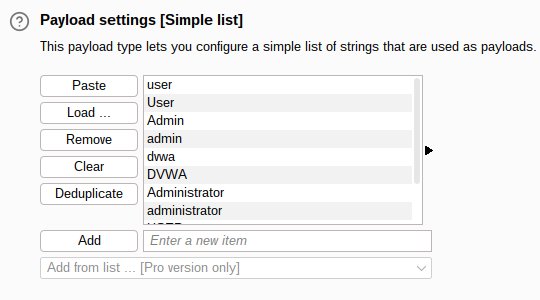 Payload settings [Simple list]
This payload type lets you configure a simple list of strings that are used as payloads.
Paste
Load ...
Remove
Clear
Deduplicate
user
User
Admin
admin
dwa
DVWA
Administrator
administrator
Add
Enter a new item
Add from list ... [Pro version only]